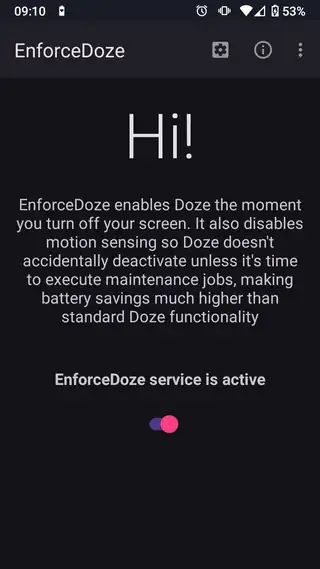 09:10 53%
EnforceDoze
Hi!
EnforceDoze enables Doze the moment
you turn off your screen. It also disables
motion sensing so Doze doesn't
accidentally deactivate unless it's time
to execute maintenance jobs, making
battery savings much higher than
standard Doze functionality
EnforceDoze service is active